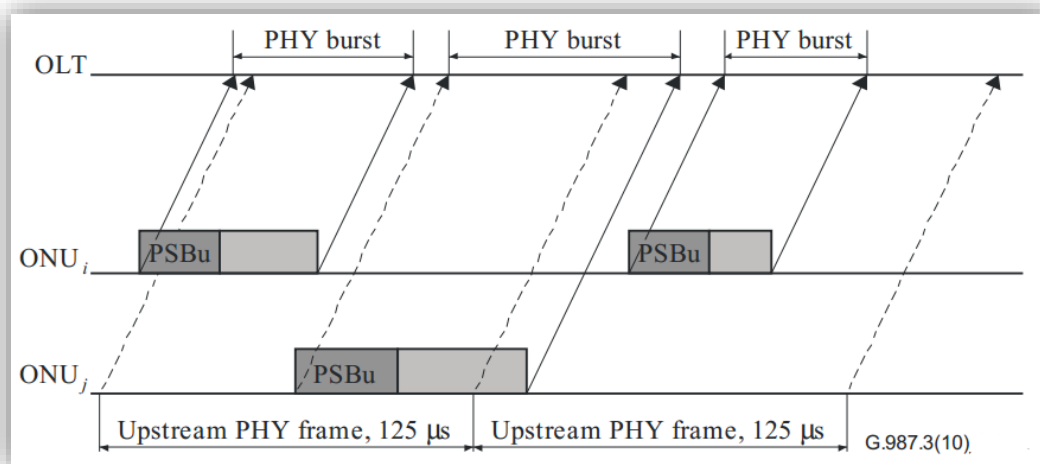 PHY burst PHY burst PHY burst
OLT
PSBu PSBu
ONU i
PSBu
ONU j
Upstream PHY frame, 125 μs Upstream PHY frame, 125 μs
G.987.3(10)